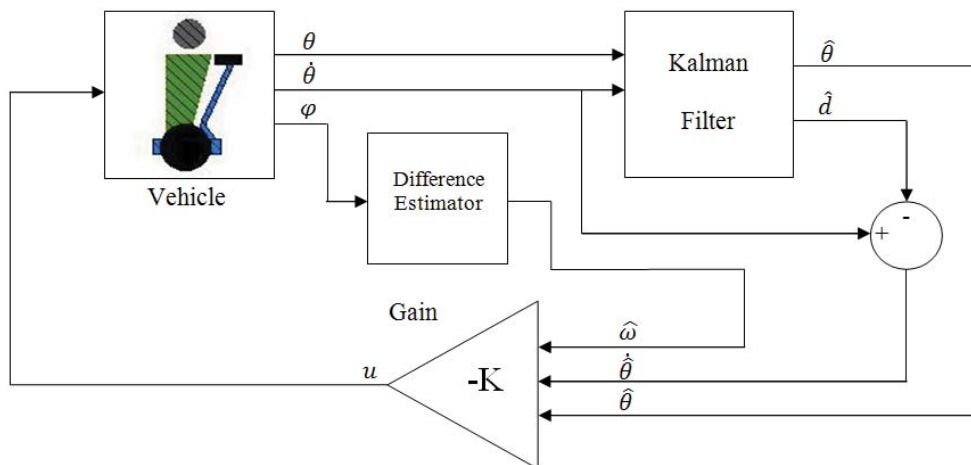 θ
θ̇
φ
Vehicle
Kalman
Filter
θ̂
d̂
Difference
Estimator
-
+
Gain
-K
u
ω̂
θ̇̂
θ̂